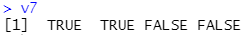 > v7
[1]  TRUE  TRUE FALSE FALSE